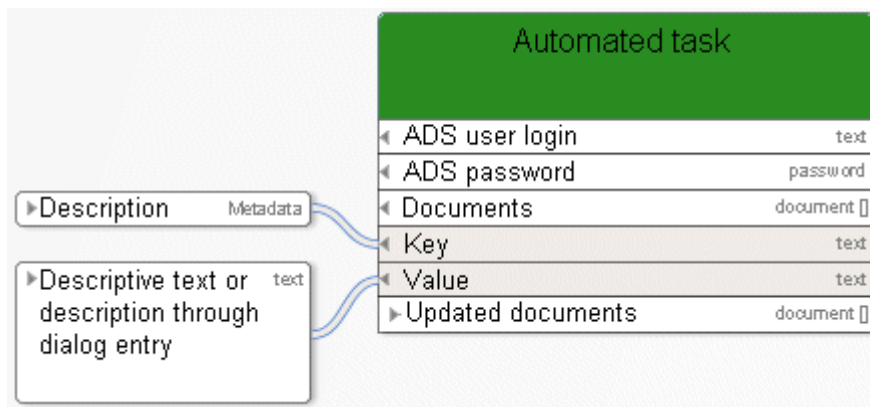 Automated task
ADS user login text
ADS password password
Description Metadata
Documents document []
Key text
Descriptive text or text
description through
dialog entry
Value text
Updated documents document []